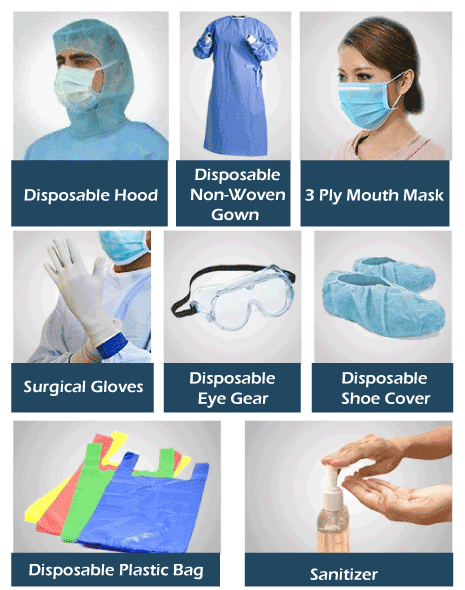 Disposable Hood
Disposable
Non-Woven
Gown
3 Ply Mouth Mask
Surgical Gloves
Disposable
Eye Gear
Disposable
Shoe Cover
Disposable Plastic Bag
Sanitizer